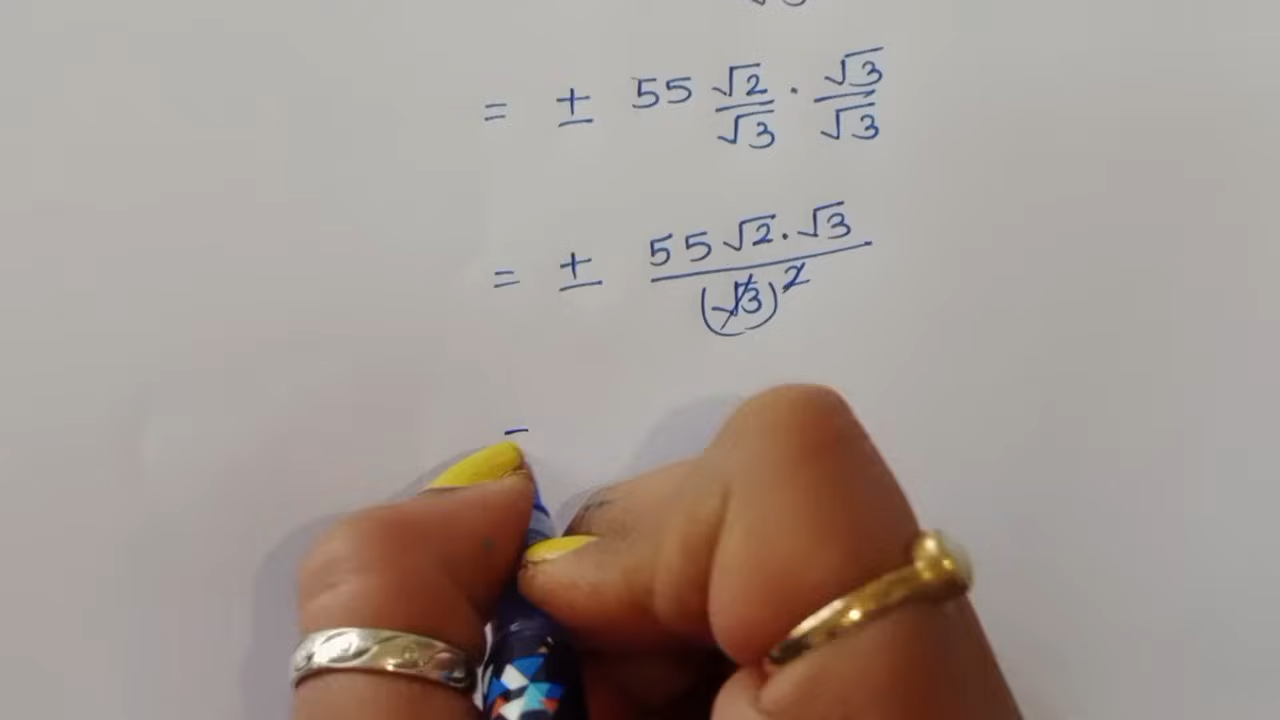 = ± 55 √2/√3 · √3/√3
= ± 55√2·√3/(√3)²